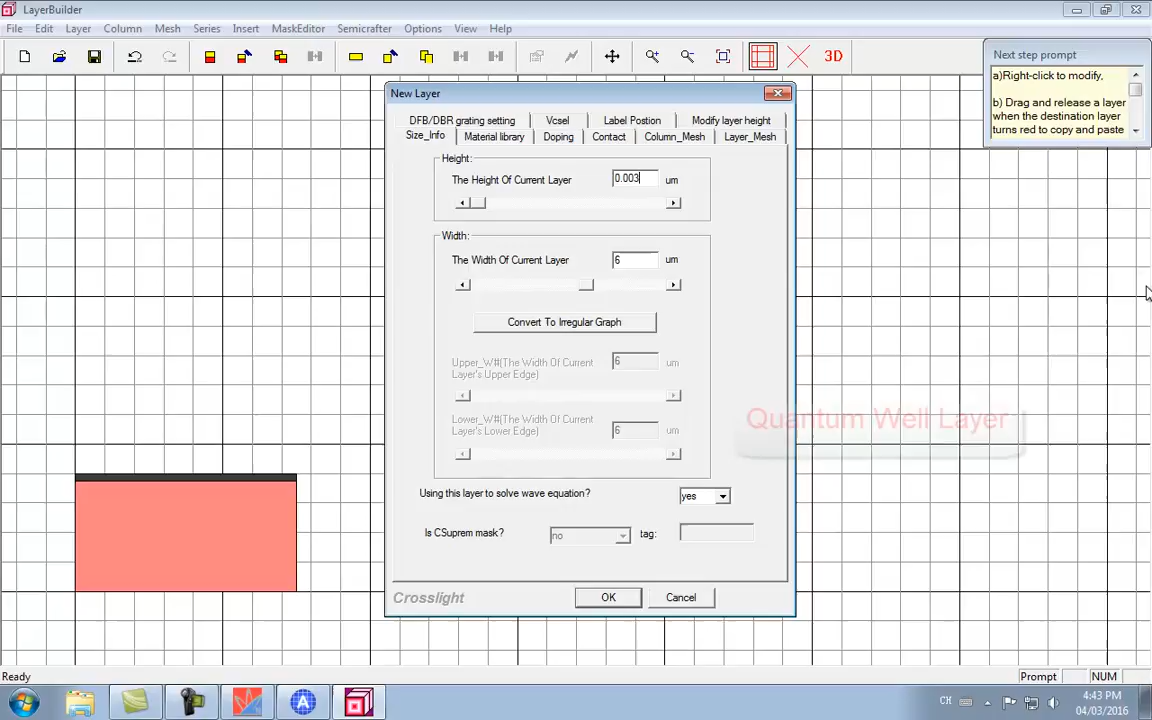 LayerBuilder
File Edit Layer Column Mesh Series Insert MaskEditor Semicrafter Options View Help
3D
Next step prompt
a)Right-click to modify,
b) Drag and release a layer
when the destination layer
turns red to copy and paste
New Layer
DFB/DBR grating setting Vcsel Label Postion Modify layer height
Size_Info Material library Doping Contact Column_Mesh Layer_Mesh
Height:
The Height Of Current Layer 0.003 um
Width:
The Width Of Current Layer 6 um
Convert To Irregular Graph
Upper_W#(The Width Of Current 6 um
Layer's Upper Edge)
Lower_W#(The Width Of Current 6 um
Layer's Lower Edge)
Quantum Well Layer
Using this layer to solve wave equation? yes
Is CSuprem mask? no tag:
Crosslight OK Cancel
Ready Prompt NUM
CH 4:43 PM
04/03/2016